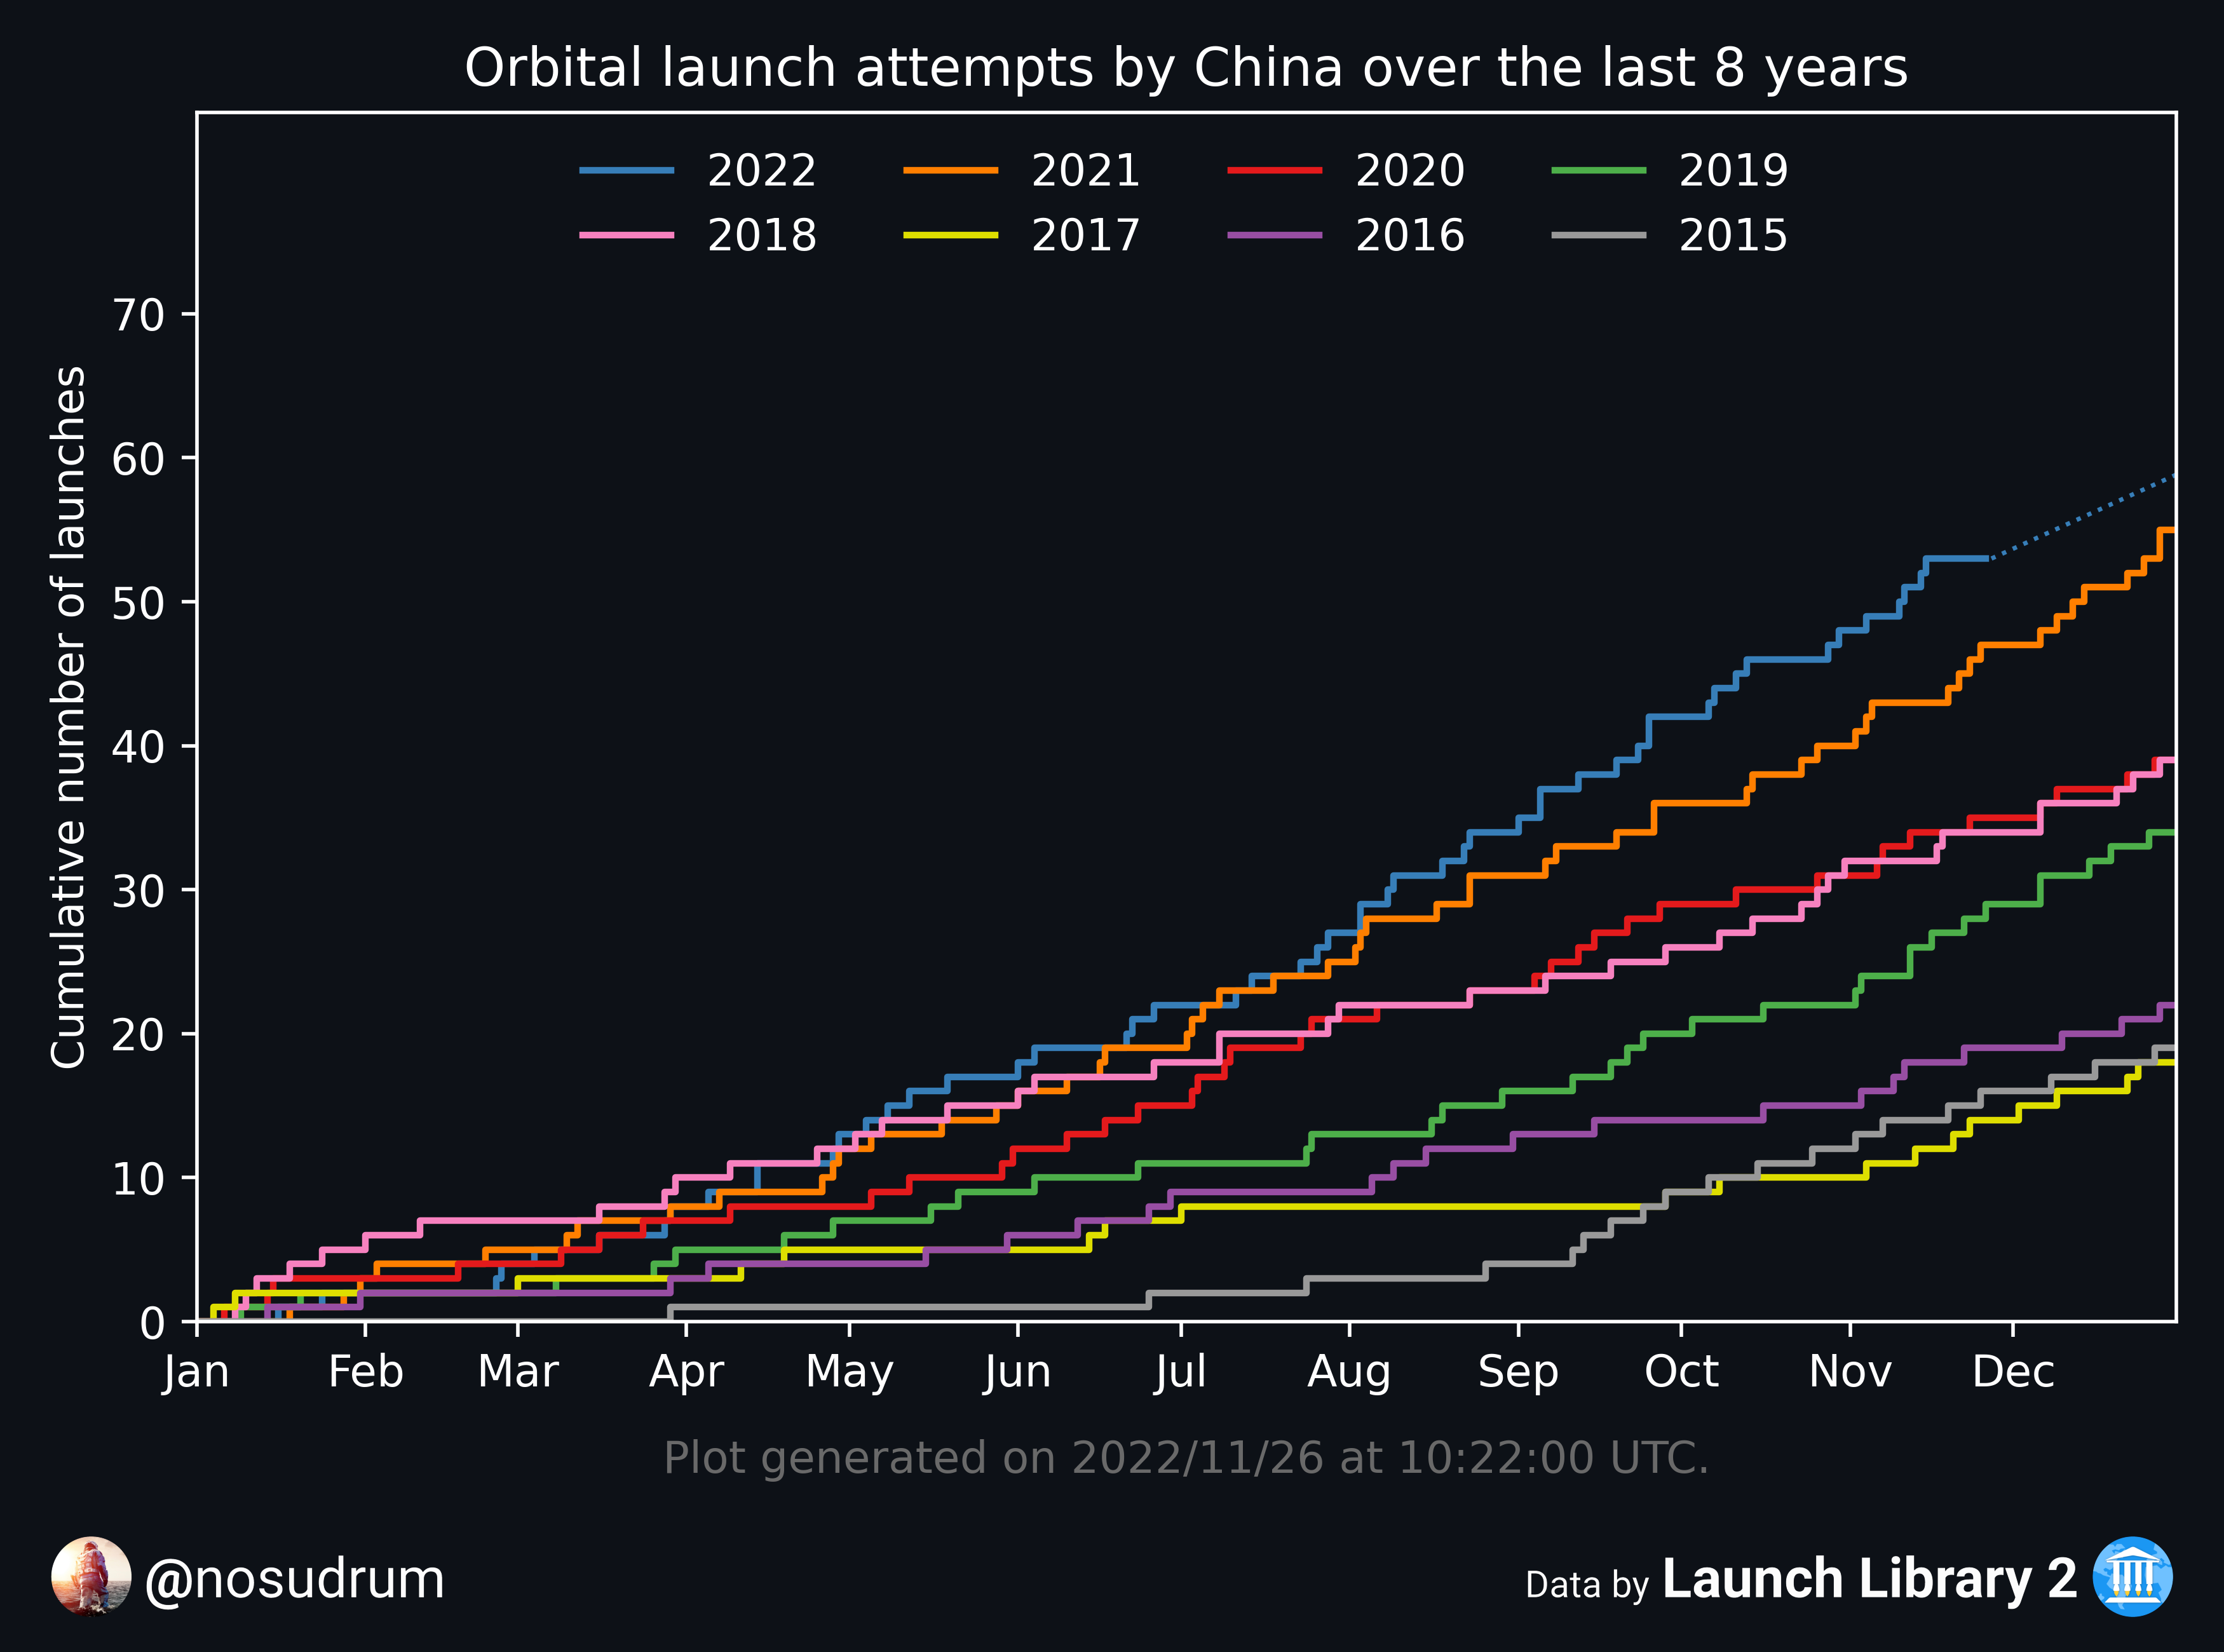 Orbital launch attempts by China over the last 8 years
2022 2021 2020 2019
2018 2017 2016 2015
Cumulative number of launches
70
60
50
40
30
20
10
0
Jan Feb Mar Apr May Jun Jul Aug Sep Oct Nov Dec
Plot generated on 2022/11/26 at 10:22:00 UTC.
@nosudrum
Data by Launch Library 2